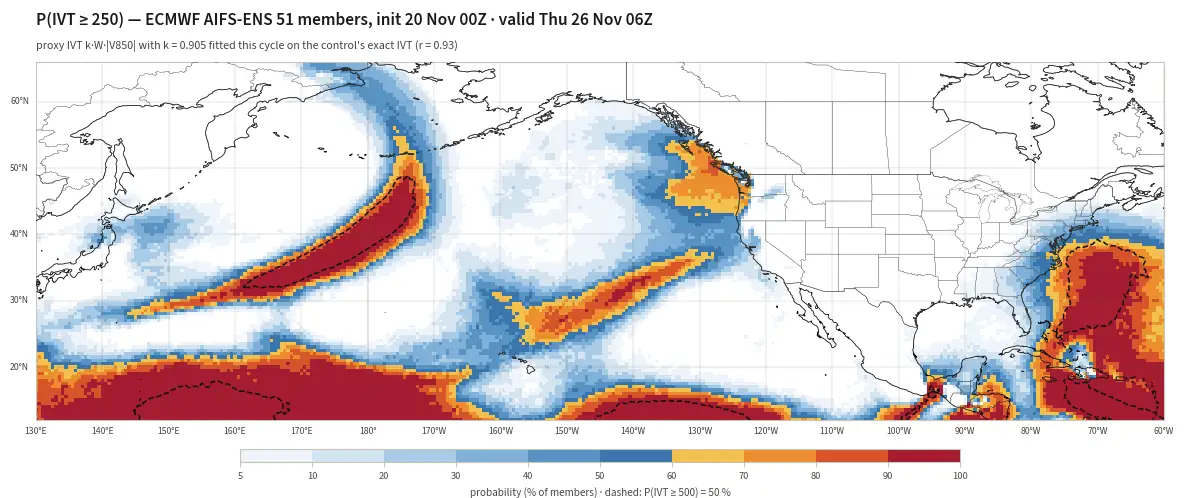 P(IVT ≥ 250) — ECMWF AIFS-ENS 51 members, init 20 Nov 00Z · valid Thu 26 Nov 06Z
proxy IVT k·W·|V850| with k = 0.905 fitted this cycle on the control's exact IVT (r = 0.93)
60°N
50°N
40°N
30°N
20°N
130°E 140°E 150°E 160°E 180° 170°W 160°W 150°W 140°W 130°W 120°W 110°W 100°W 90°W 80°W 70°W 60°W
5 10 20 30 40 50 60 70 80 90 100
probability (% of members) · dashed: P(IVT ≥ 500) = 50 %